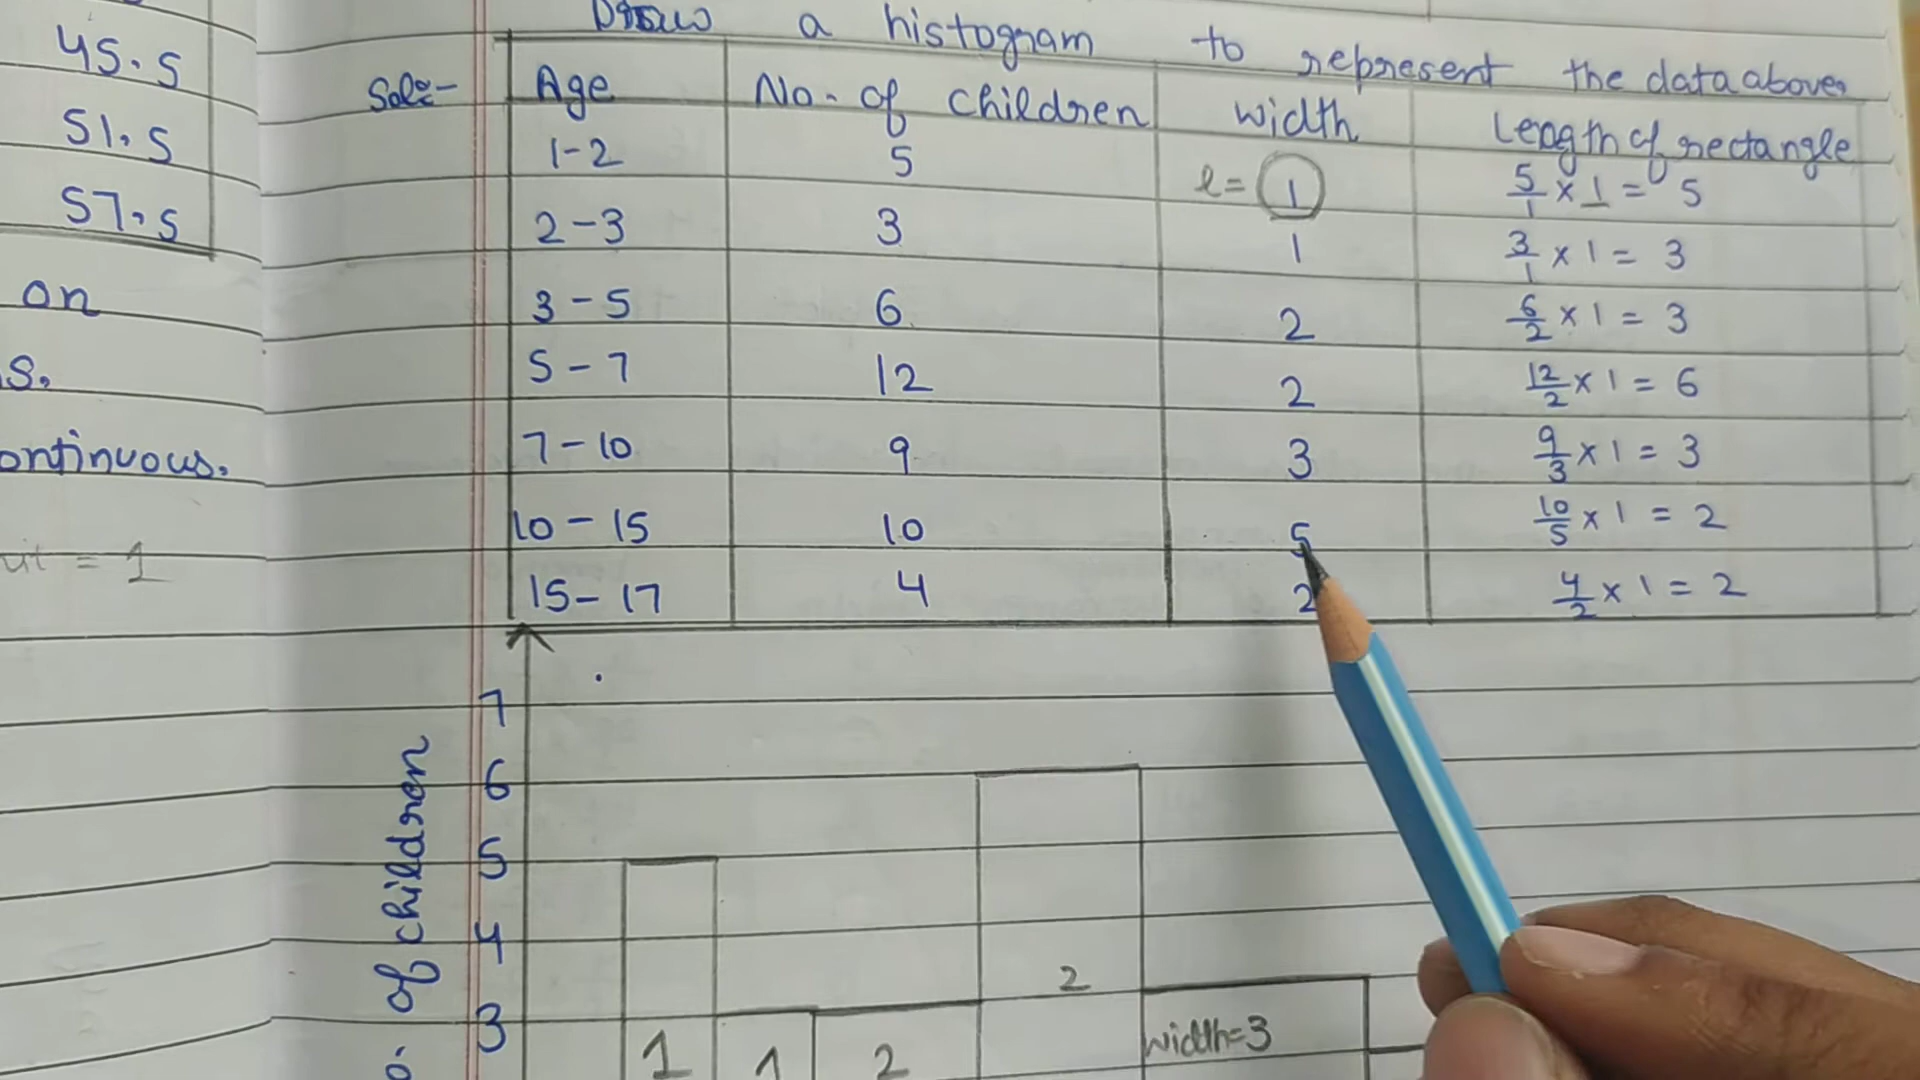 45.5
51.5
57.5
on
s.
ontinuous.
= 1
Draw a histogram to represent the data above
Sol:-
Age No. of children width Length of rectangle
1-2 5 l= 1 5/1 × 1 = 5
2-3 3 1 3/1 × 1 = 3
3-5 6 2 6/2 × 1 = 3
5-7 12 2 12/2 × 1 = 6
7-10 9 3 9/3 × 1 = 3
10-15 10 5 10/5 × 1 = 2
15-17 4 2 4/2 × 1 = 2
of children
7
6
5
4
3
1 1 2 2 width=3